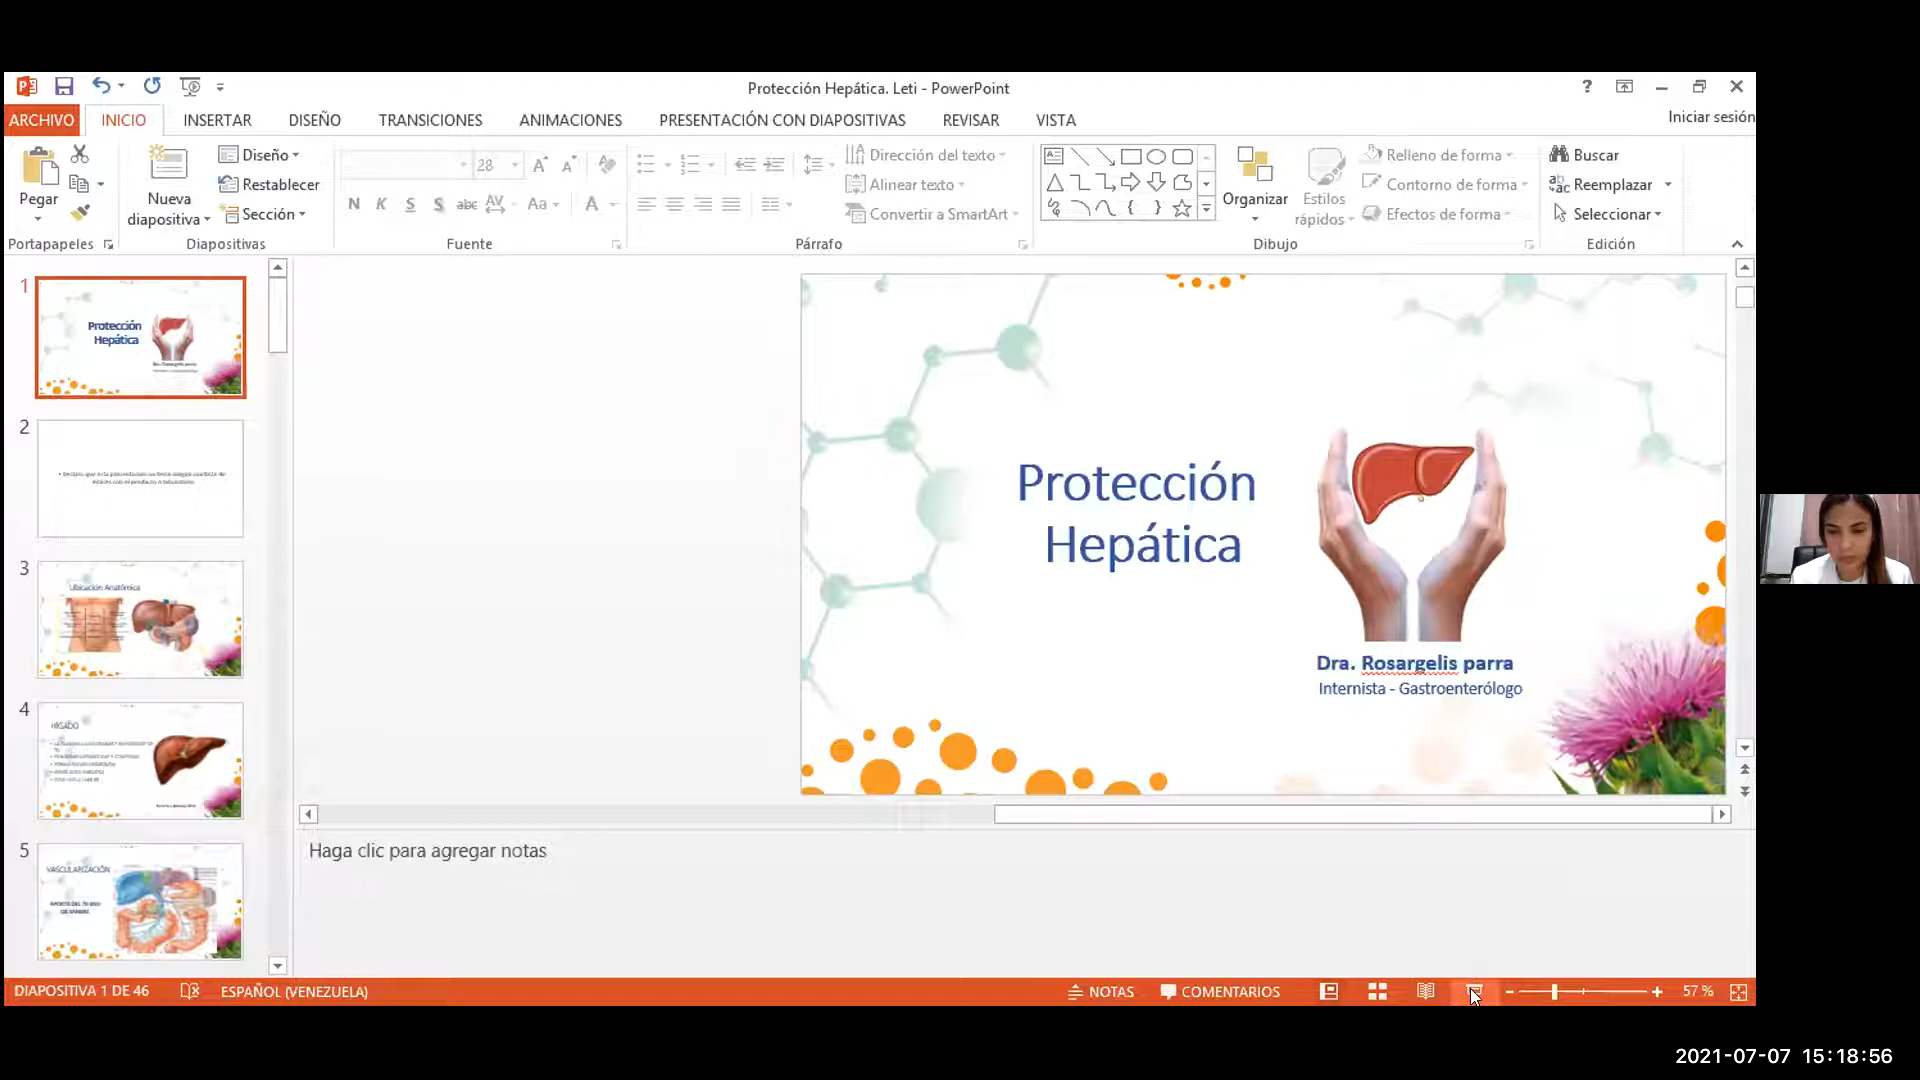 Protección Hepática. Leti - PowerPoint
ARCHIVO
INICIO
INSERTAR
DISEÑO
TRANSICIONES
ANIMACIONES
PRESENTACIÓN CON DIAPOSITIVAS
REVISAR
VISTA
Iniciar sesión
Pegar
Portapapeles
Nueva
diapositiva
Diseño
Restablecer
Sección
Diapositivas
28
N K S S abc AV Aa A
Fuente
Dirección del texto
Alinear texto
Convertir a SmartArt
Párrafo
Organizar
Estilos
rápidos
Relleno de forma
Contorno de forma
Efectos de forma
Dibujo
Buscar
Reemplazar
Seleccionar
Edición
1
Protección
Hepática
2
3
Ubicación Anatómica
4
HÍGADO
5
VASCULARIZACIÓN
Protección
Hepática
Dra. Rosargelis parra
Internista - Gastroenterólogo
Haga clic para agregar notas
DIAPOSITIVA 1 DE 46
ESPAÑOL (VENEZUELA)
NOTAS
COMENTARIOS
57 %
2021-07-07 15:18:56